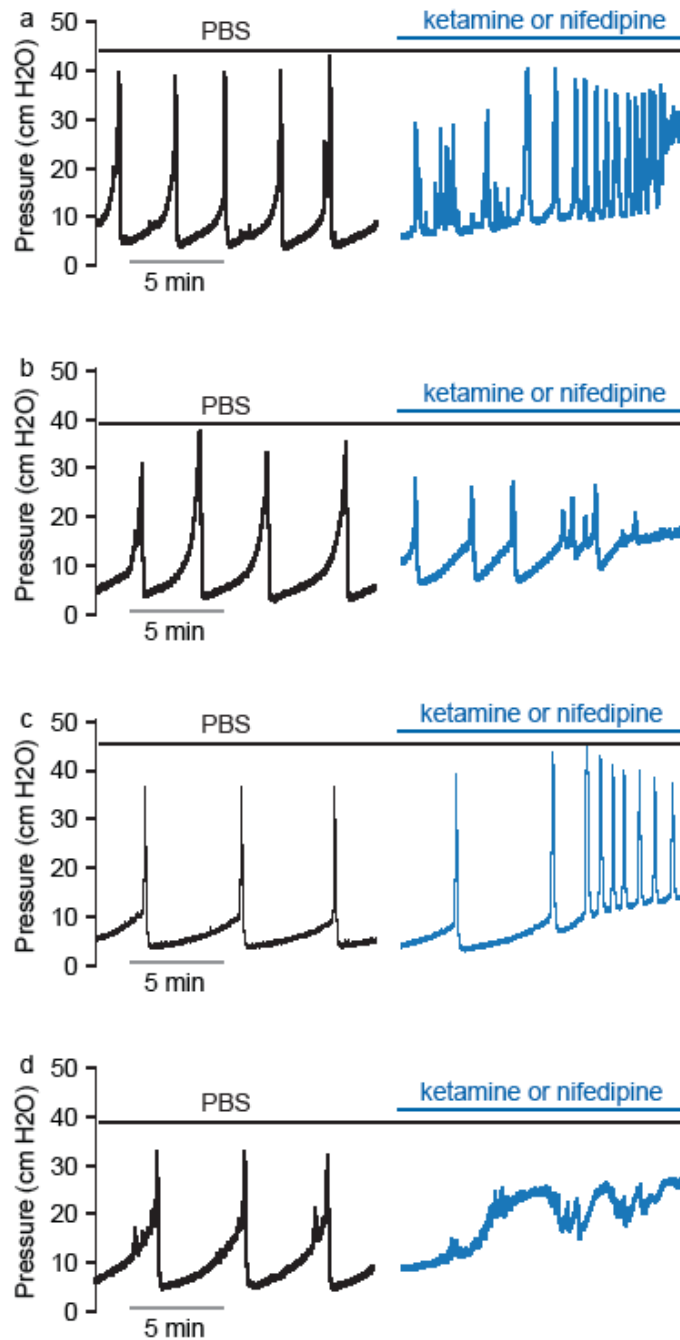 a
50
PBS
ketamine or nifedipine
40
30
20
10
0
Pressure (cm H2O)
5 min
b
50
PBS
ketamine or nifedipine
40
30
20
10
0
Pressure (cm H2O)
5 min
c
50
PBS
ketamine or nifedipine
40
30
20
10
0
Pressure (cm H2O)
5 min
d
50
PBS
ketamine or nifedipine
40
30
20
10
0
Pressure (cm H2O)
5 min